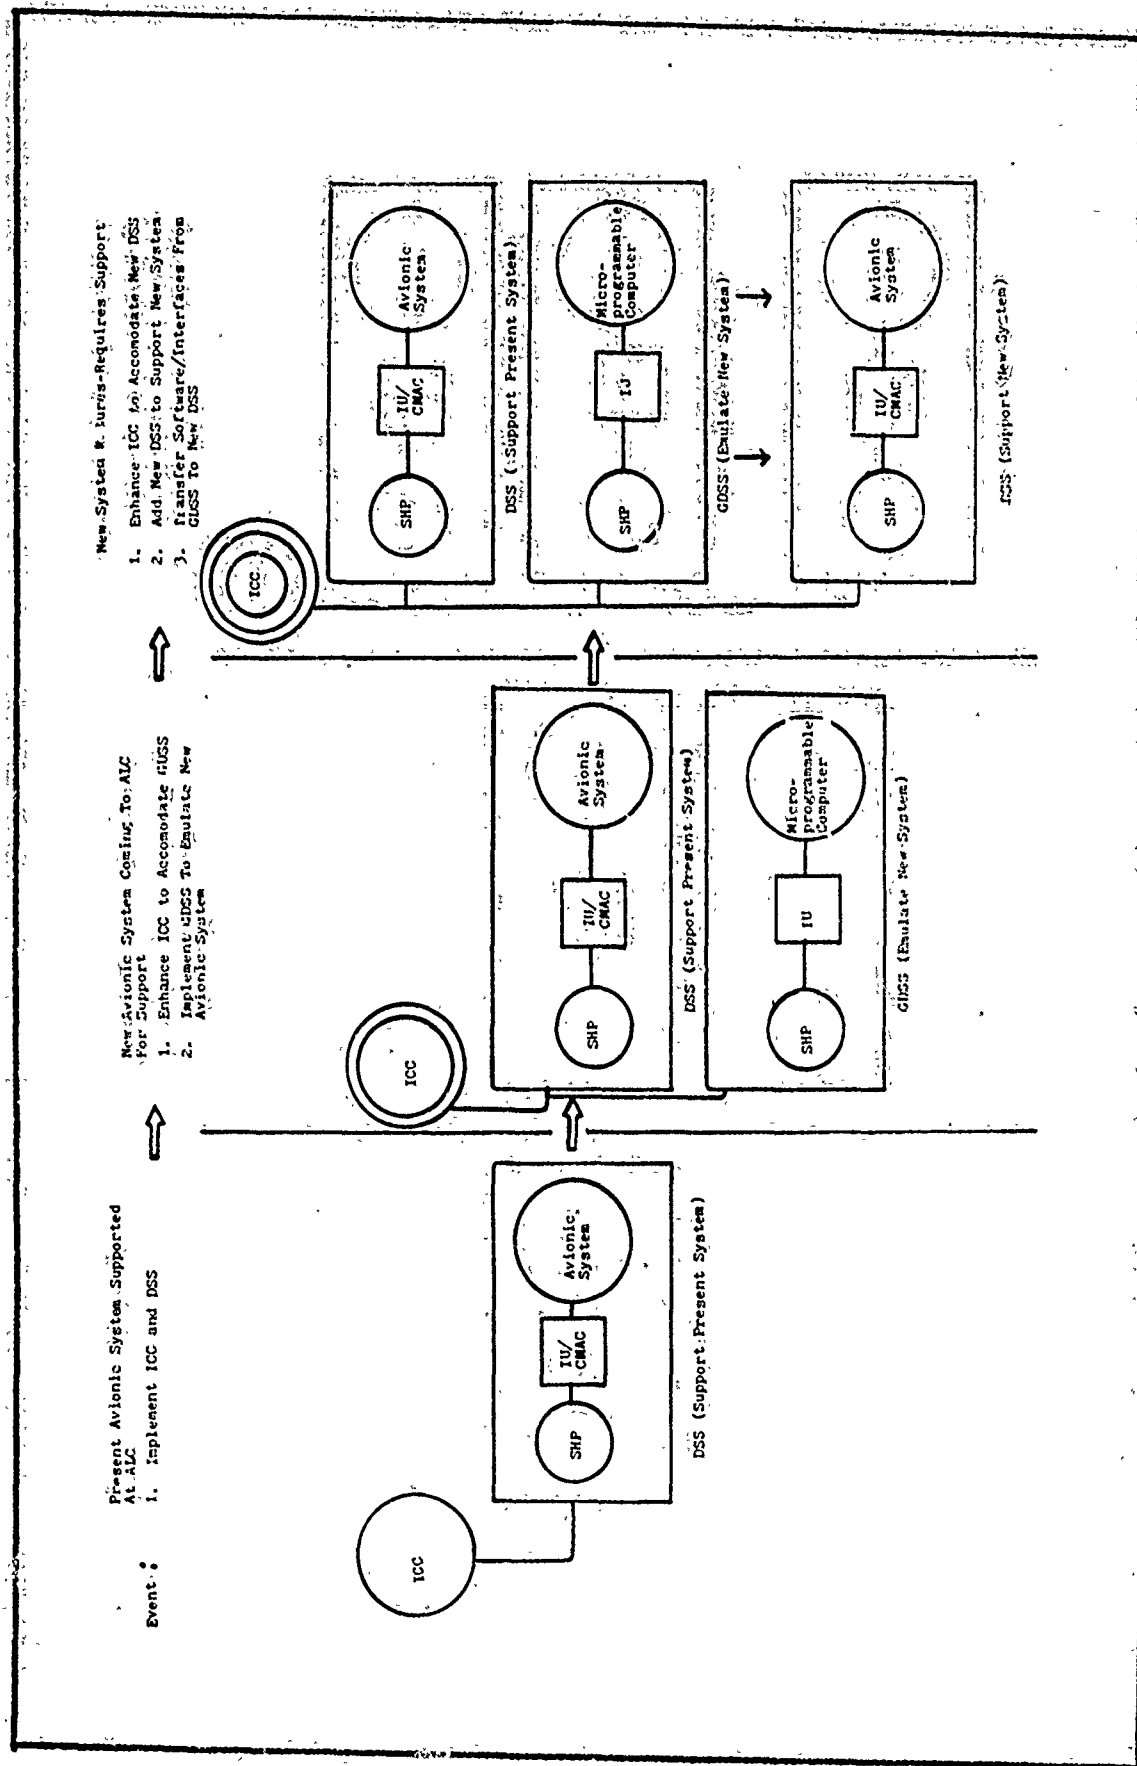 Event:
Present Avionic System Supported
At ALC
1. Implement ICC and DSS
ICC
SHP
IU/
CMAC
Avionic
System
DSS (Support Present System)
New Avionic System Coming To ALC
For Support
1. Enhance ICC to Accomodate GDSS
2. Implement GDSS To Emulate New
Avionic System
ICC
SHP
IU/
CMAC
Avionic
System
DSS (Support Present System)
SHP
IU
Micro-
programmable
Computer
GDSS (Emulate New System)
New System Requires Support
1. Enhance ICC to Accomodate New DSS
2. Add New DSS to Support New System
3. Transfer Software/Interfaces From
GDSS To New DSS
ICC
SHP
IU/
CMAC
Avionic
System
DSS (Support Present System)
SHP
IU
Micro-
programmable
Computer
GDSS (Emulate New System)
SHP
IU/
CMAC
Avionic
System
DSS (Support New System)